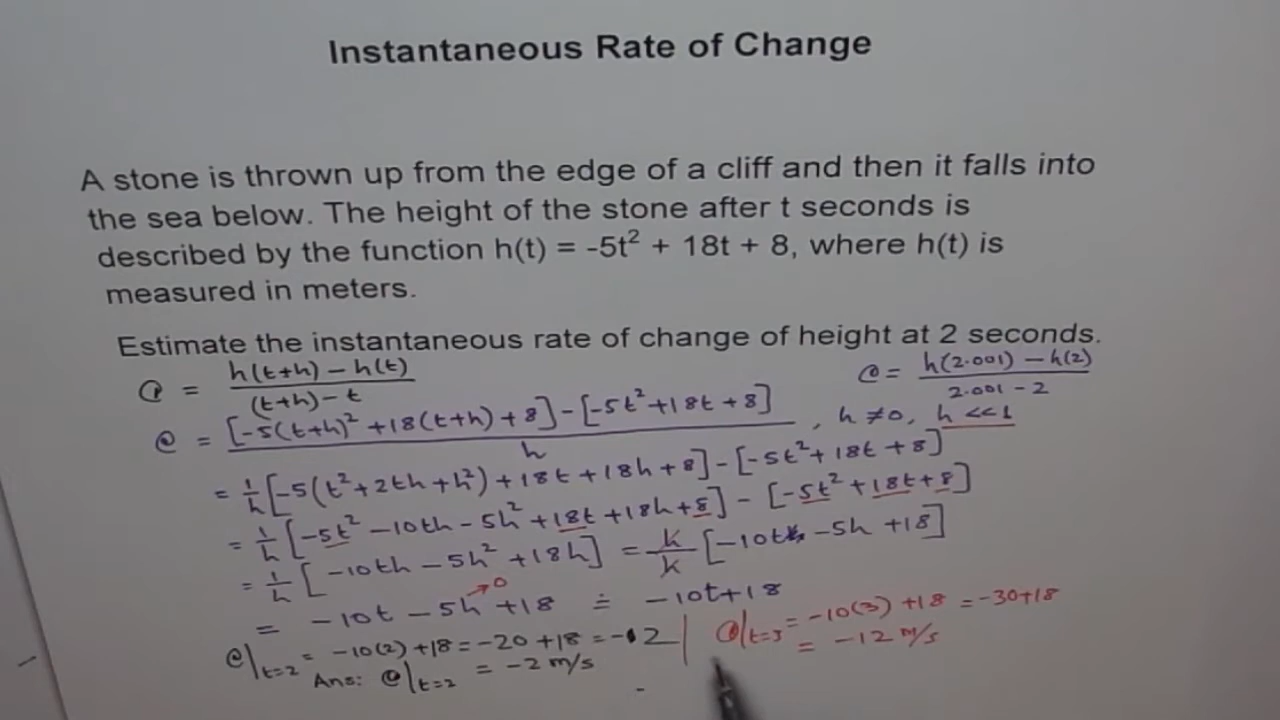 Instantaneous Rate of Change
A stone is thrown up from the edge of a cliff and then it falls into
the sea below. The height of the stone after t seconds is
described by the function h(t) = -5t² + 18t + 8, where h(t) is
measured in meters.
Estimate the instantaneous rate of change of height at 2 seconds.
= h(t+h) - h(t) / (t+h) - t
= h(2.001) - h(2) / 2.001 - 2
= [-5(t+h)² + 18(t+h) + 8] - [-5t² + 18t + 8] / h , h ≠ 0, h << 1
= 1/h [-5(t² + 2th + h²) + 18t + 18h + 8] - [-5t² + 18t + 8]
= 1/h [-5t² - 10th - 5h² + 18t + 18h + 8] - [-5t² + 18t + 8]
= 1/h [-10th - 5h² + 18h] = h/h [-10t - 5h + 18]
= -10t - 5h → 0 + 18 ≐ -10t + 18
|t=2 = -10(2) + 18 = -20 + 18 = -2
Ans: |t=2 = -2 m/s
|t=3 = -10(3) + 18 = -30 + 18
= -12 m/s